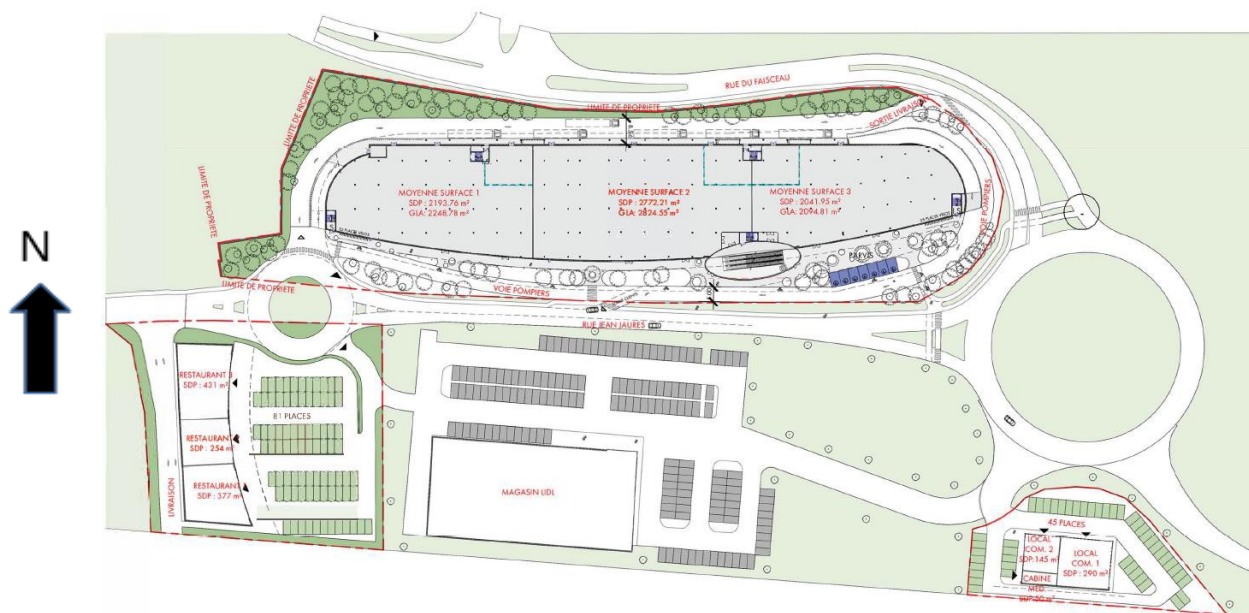 N
RUE DU FAISCEAU
LIMITE DE PROPRIETE
LIMITE DE PROPRIETE
SORTIE LIVRAISON
LIMITE DE PROPRIETE
MOYENNE SURFACE 1
SDP : 2193.76 m²
GLA: 2248.78 m²
MOYENNE SURFACE 2
SDP : 2772.21 m²
GLA: 2824.55 m²
MOYENNE SURFACE 3
SDP : 2041.95 m²
GLA: 2094.81 m²
VOIE POMPIERS
PARVIS
LIMITE DE PROPRIETE
VOIE POMPIERS
RUE JEAN JAURES
RESTAURANT 3
SDP : 431 m²
81 PLACES
RESTAURANT
SDP : 254 m²
RESTAURANT
SDP : 377 m²
LIVRAISON
MAGASIN LIDL
45 PLACES
LOCAL
COM. 2
SDP:145 m²
LOCAL
COM. 1
SDP : 290 m²
CABINE
MED.